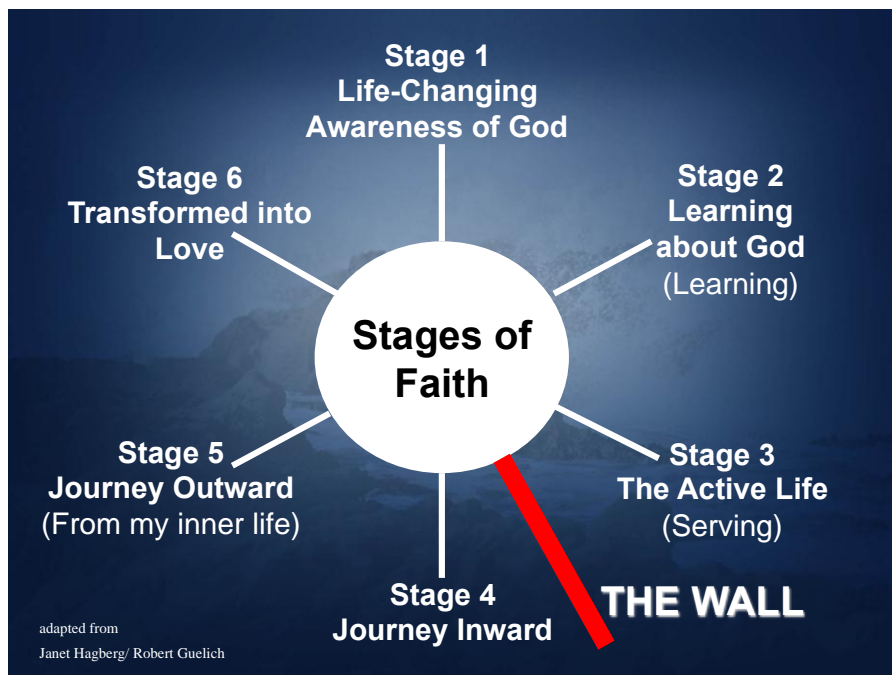 Stage 1
Life-Changing
Awareness of God
Stage 2
Learning
about God
(Learning)
Stage 3
The Active Life
(Serving)
THE WALL
Stage 4
Journey Inward
Stage 5
Journey Outward
(From my inner life)
Stage 6
Transformed into
Love
Stages of
Faith
adapted from
Janet Hagberg/ Robert Guelich